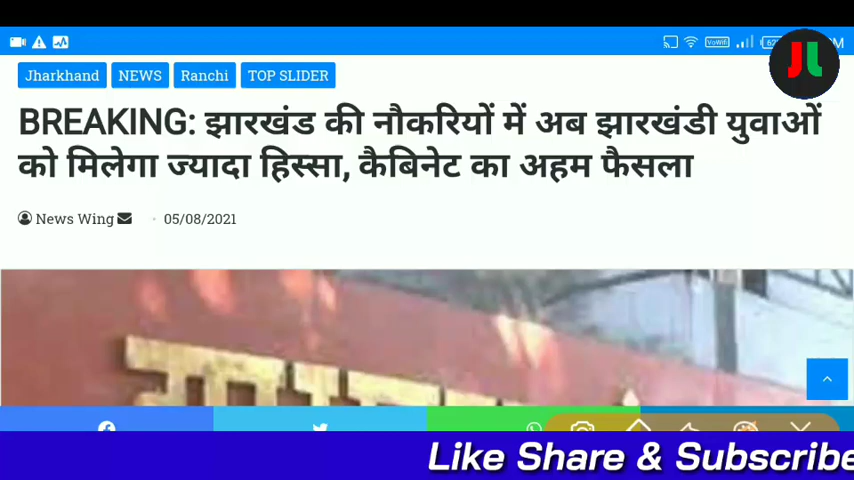 Jharkhand NEWS Ranchi TOP SLIDER
BREAKING: झारखंड की नौकरियों में अब झारखंडी युवाओं
को मिलेगा ज्यादा हिस्सा, कैबिनेट का अहम फैसला
News Wing · 05/08/2021
Like Share & Subscribe